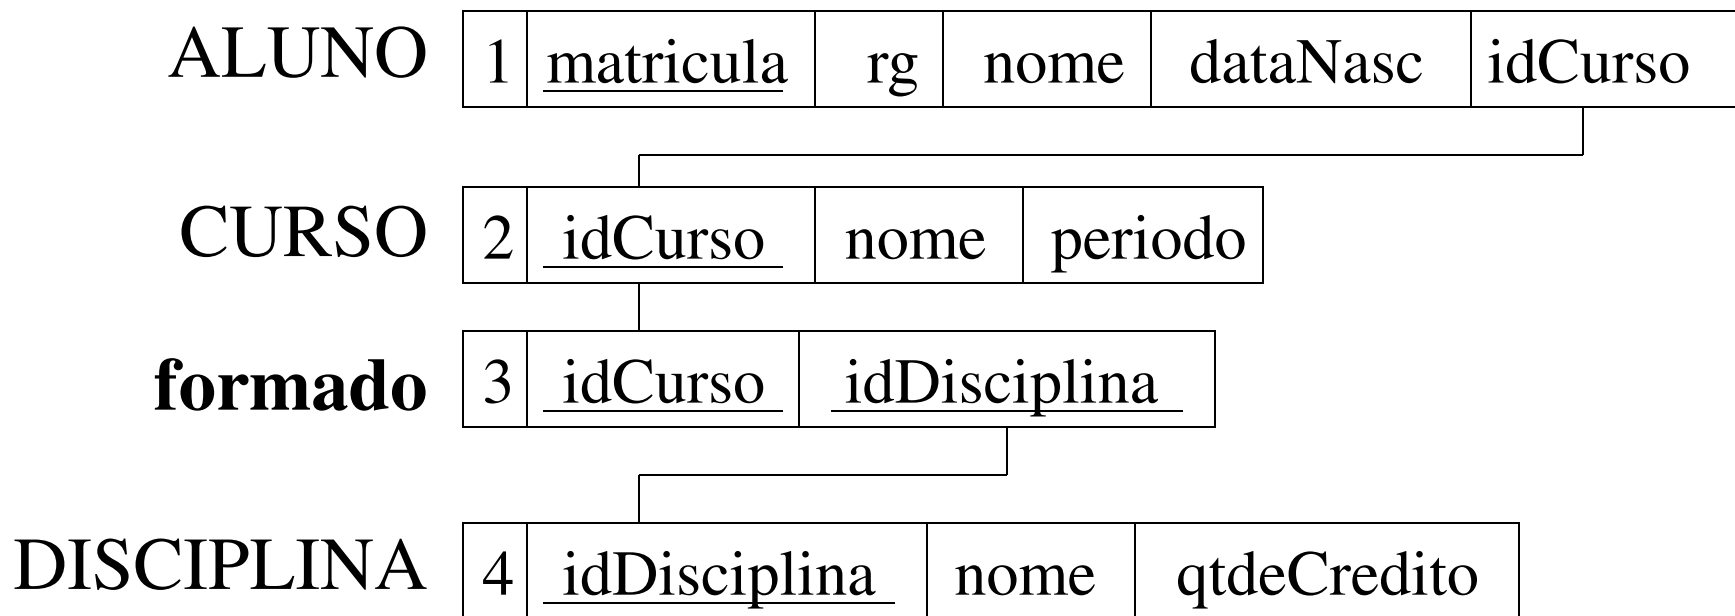 ALUNO 1 matricula rg nome dataNasc idCurso
CURSO 2 idCurso nome periodo
formado 3 idCurso idDisciplina
DISCIPLINA 4 idDisciplina nome qtdeCredito